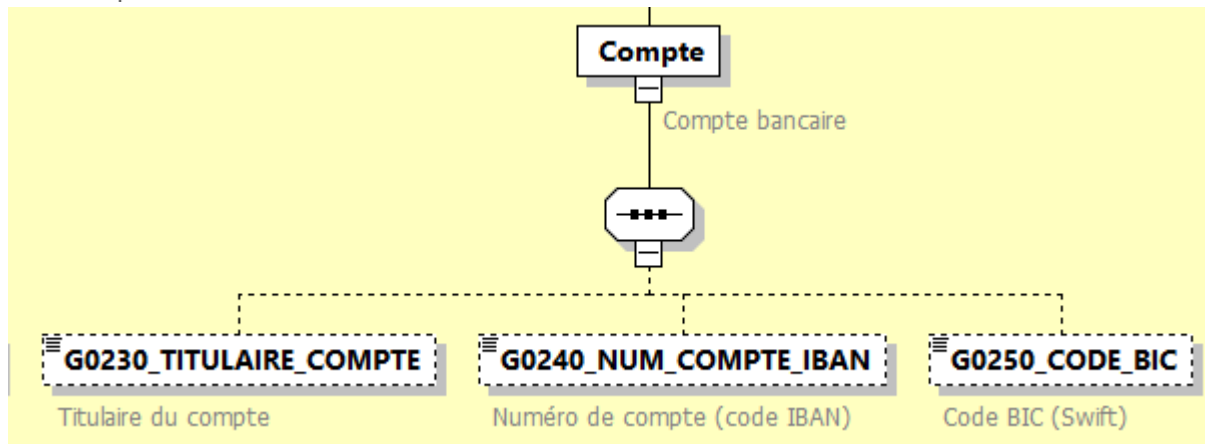 Compte
Compte bancaire
G0230_TITULAIRE_COMPTE
G0240_NUM_COMPTE_IBAN
G0250_CODE_BIC
Titulaire du compte
Numéro de compte (code IBAN)
Code BIC (Swift)